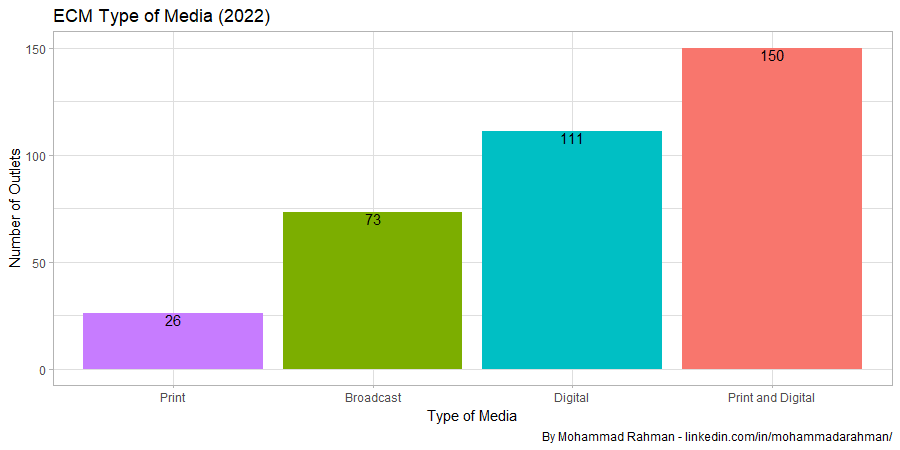 ECM Type of Media (2022)
Number of Outlets
150
100
50
0
26
73
111
150
Print
Broadcast
Digital
Print and Digital
Type of Media
By Mohammad Rahman - linkedin.com/in/mohammadarahman/